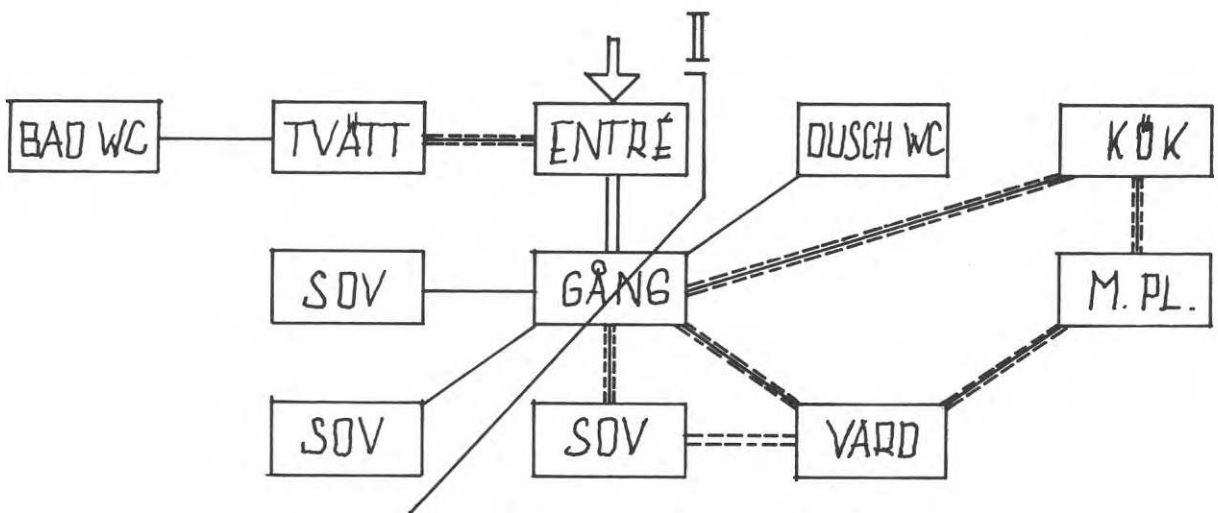 II
BAD WC
TVÄTT
ENTRÉ
DUSCH WC
KÖK
SOV
GÅNG
M. PL.
SOV
SOV
VARD